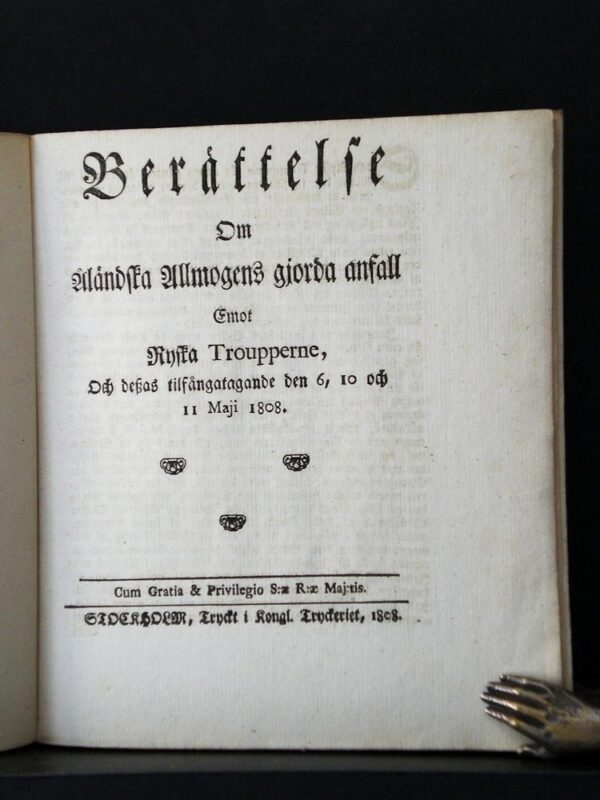 Berättelse
Om
Åländska Allmogens gjorda anfall
Emot
Ryska Troupperne,
Och deßas tilfångatagande den 6, 10 och
11 Maji 1808.
Cum Gratia & Privilegio S:æ R:æ Maj:tis.
STOCKHOLM, Tryckt i Kongl. Tryckeriet, 1808.